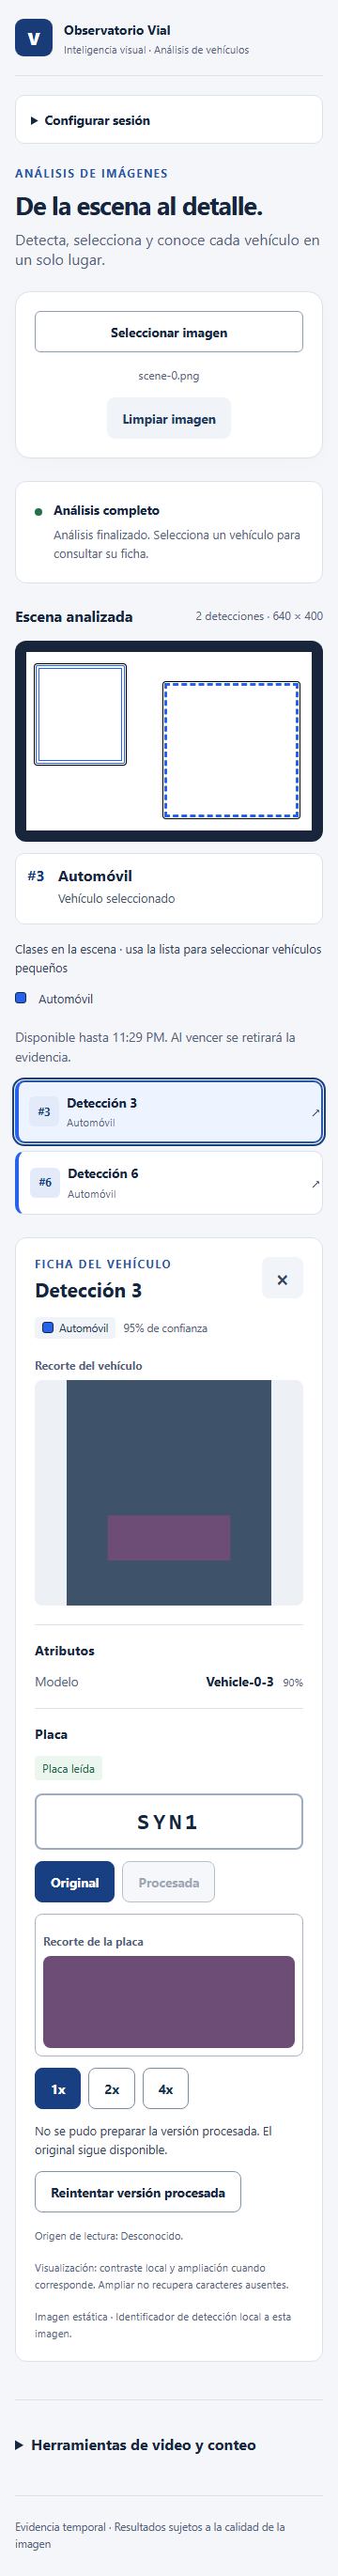 V
Observatorio Vial
Inteligencia visual · Análisis de vehículos
▶ Configurar sesión
ANÁLISIS DE IMÁGENES
De la escena al detalle.
Detecta, selecciona y conoce cada vehículo en
un solo lugar.
Seleccionar imagen
scene-0.png
Limpiar imagen
Análisis completo
Análisis finalizado. Selecciona un vehículo para
consultar su ficha.
Escena analizada 2 detecciones · 640 × 400
#3 Automóvil
Vehículo seleccionado
Clases en la escena · usa la lista para seleccionar vehículos
pequeños
Automóvil
Disponible hasta 11:29 PM. Al vencer se retirará la
evidencia.
#3 Detección 3 ↗
Automóvil
#6 Detección 6 ↗
Automóvil
FICHA DEL VEHÍCULO
Detección 3 ×
Automóvil 95% de confianza
Recorte del vehículo
Atributos
Modelo Vehicle-0-3 90%
Placa
Placa leída
SYN1
Original Procesada
Recorte de la placa
1x 2x 4x
No se pudo preparar la versión procesada. El
original sigue disponible.
Reintentar versión procesada
Origen de lectura: Desconocido.
Visualización: contraste local y ampliación cuando
corresponde. Ampliar no recupera caracteres ausentes.
Imagen estática · Identificador de detección local a esta
imagen.
▶ Herramientas de video y conteo
Evidencia temporal · Resultados sujetos a la calidad de la
imagen